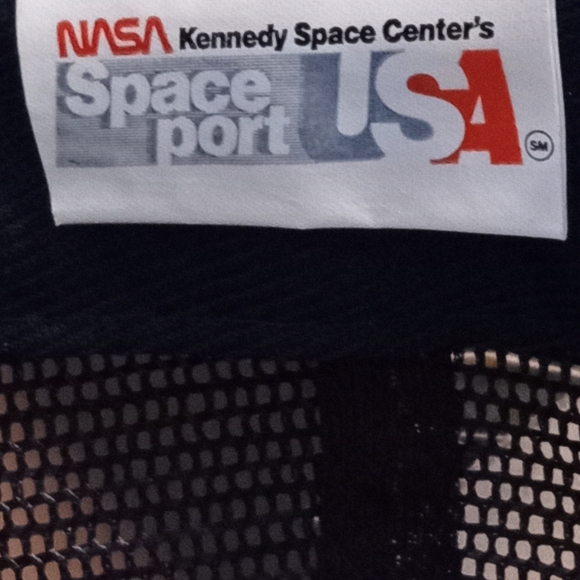 NASA Kennedy Space Center's
Space port USA SM